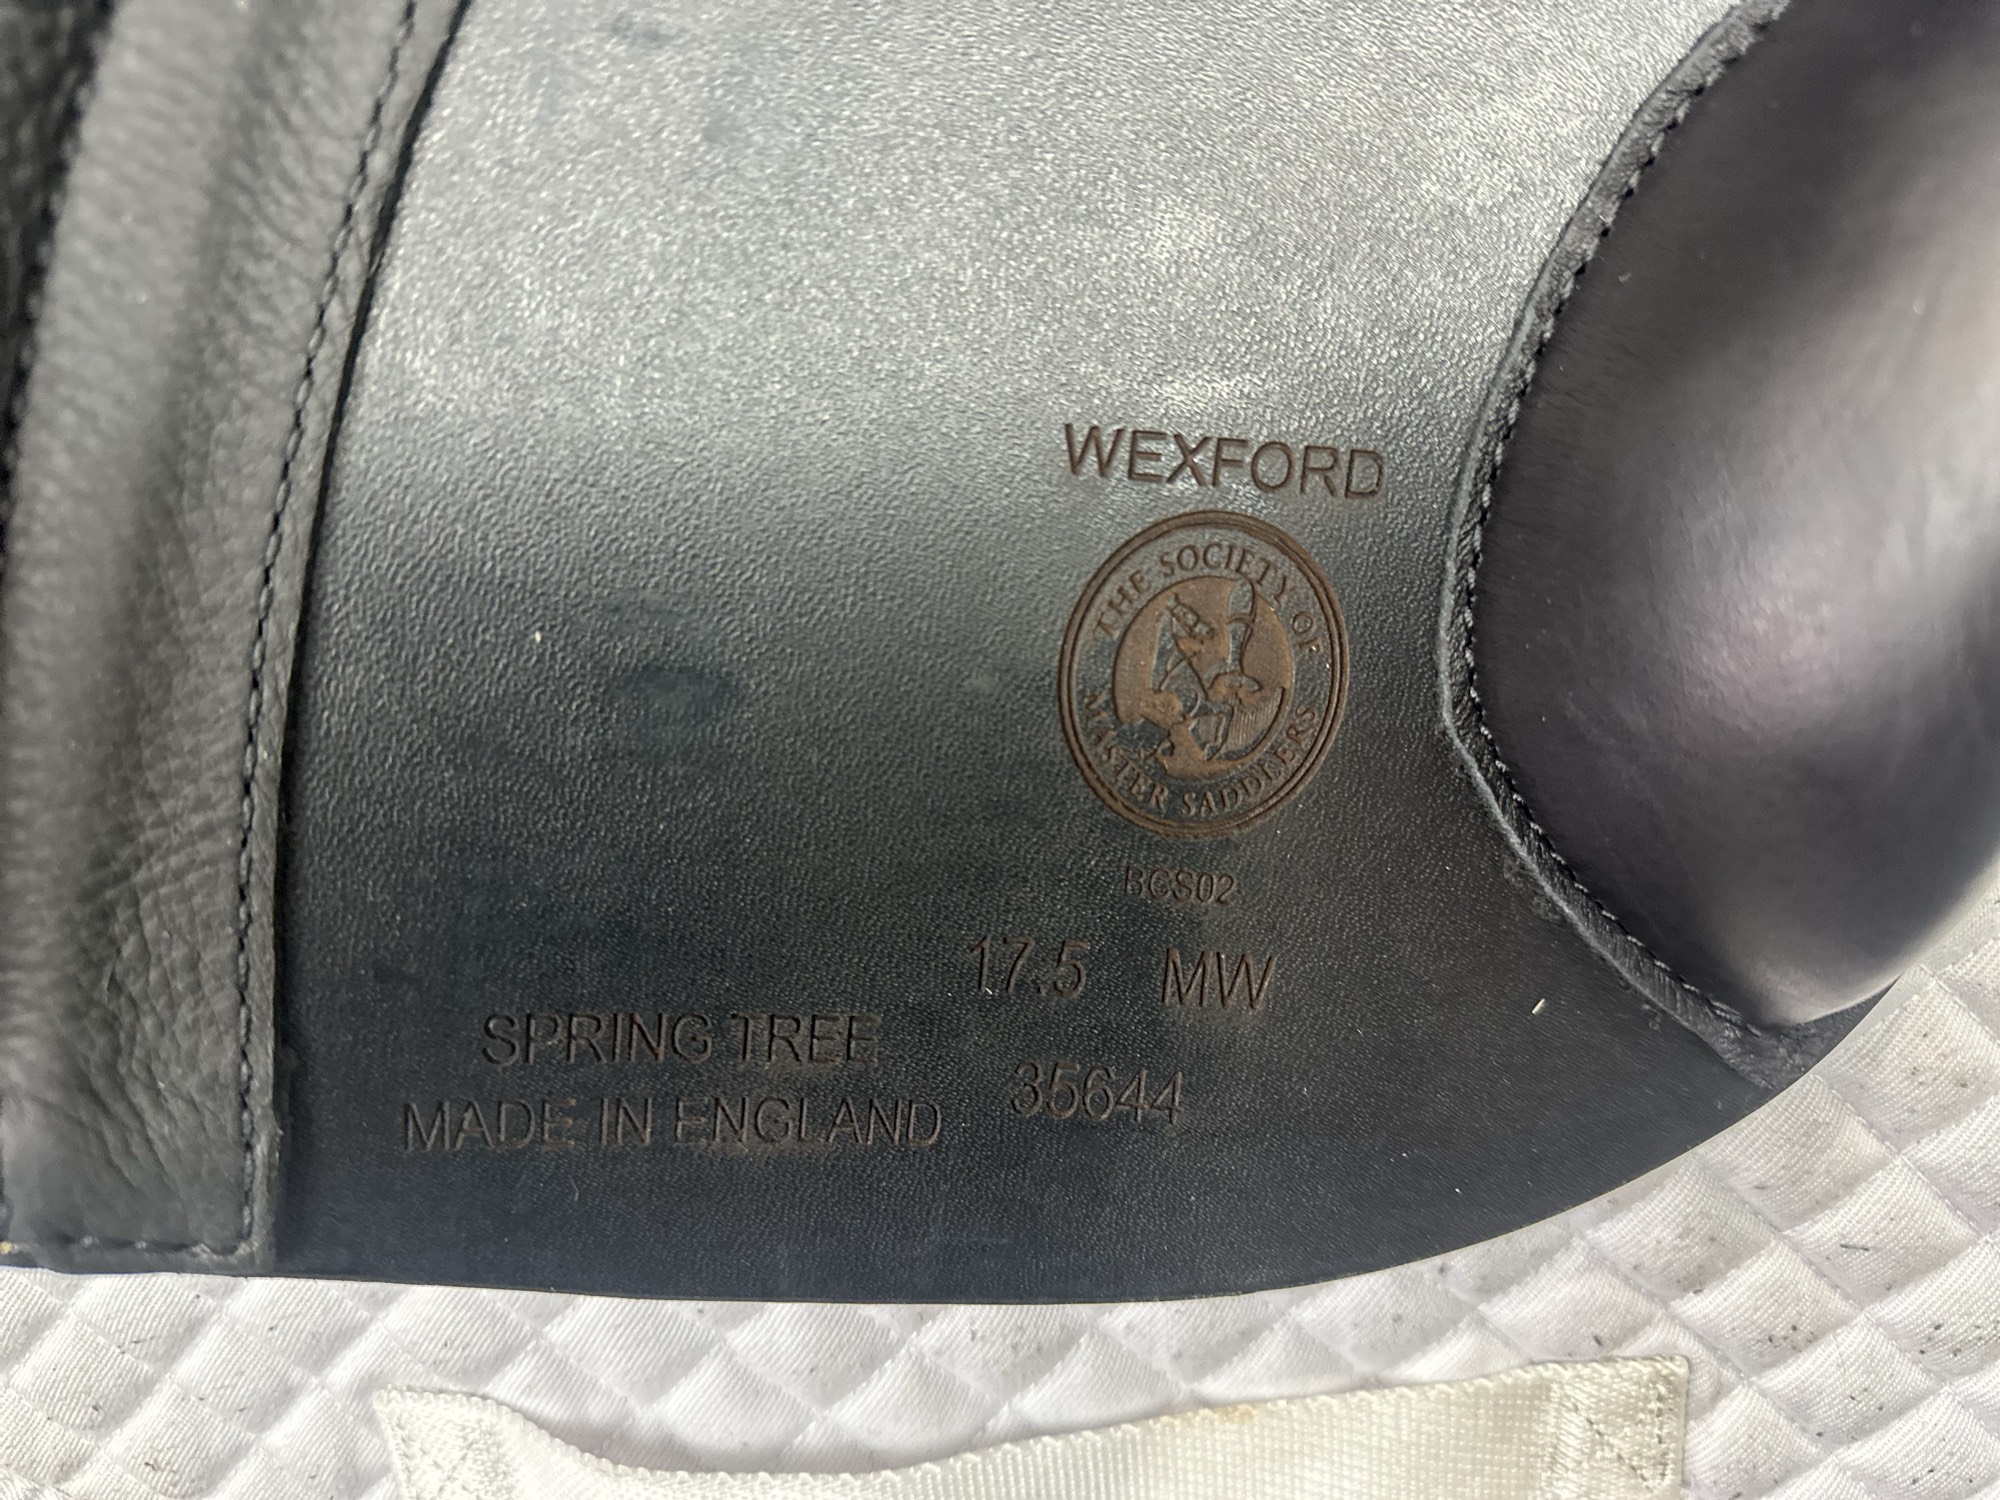 WEXFORD
THE SOCIETY OF
MASTER SADDLERS
BCS02
17.5 MW
SPRING TREE
35644
MADE IN ENGLAND